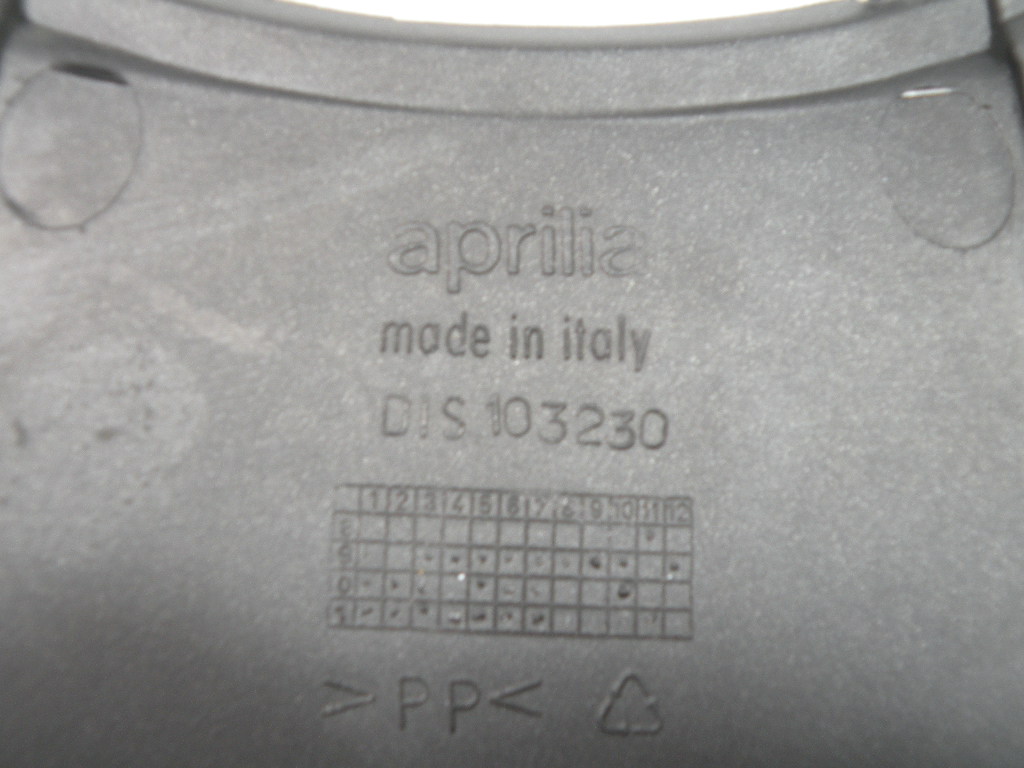 aprilia
made in italy
DIS 103230
1 2 3 4 5 6 7 8 9 10 11 12
0
>PP<